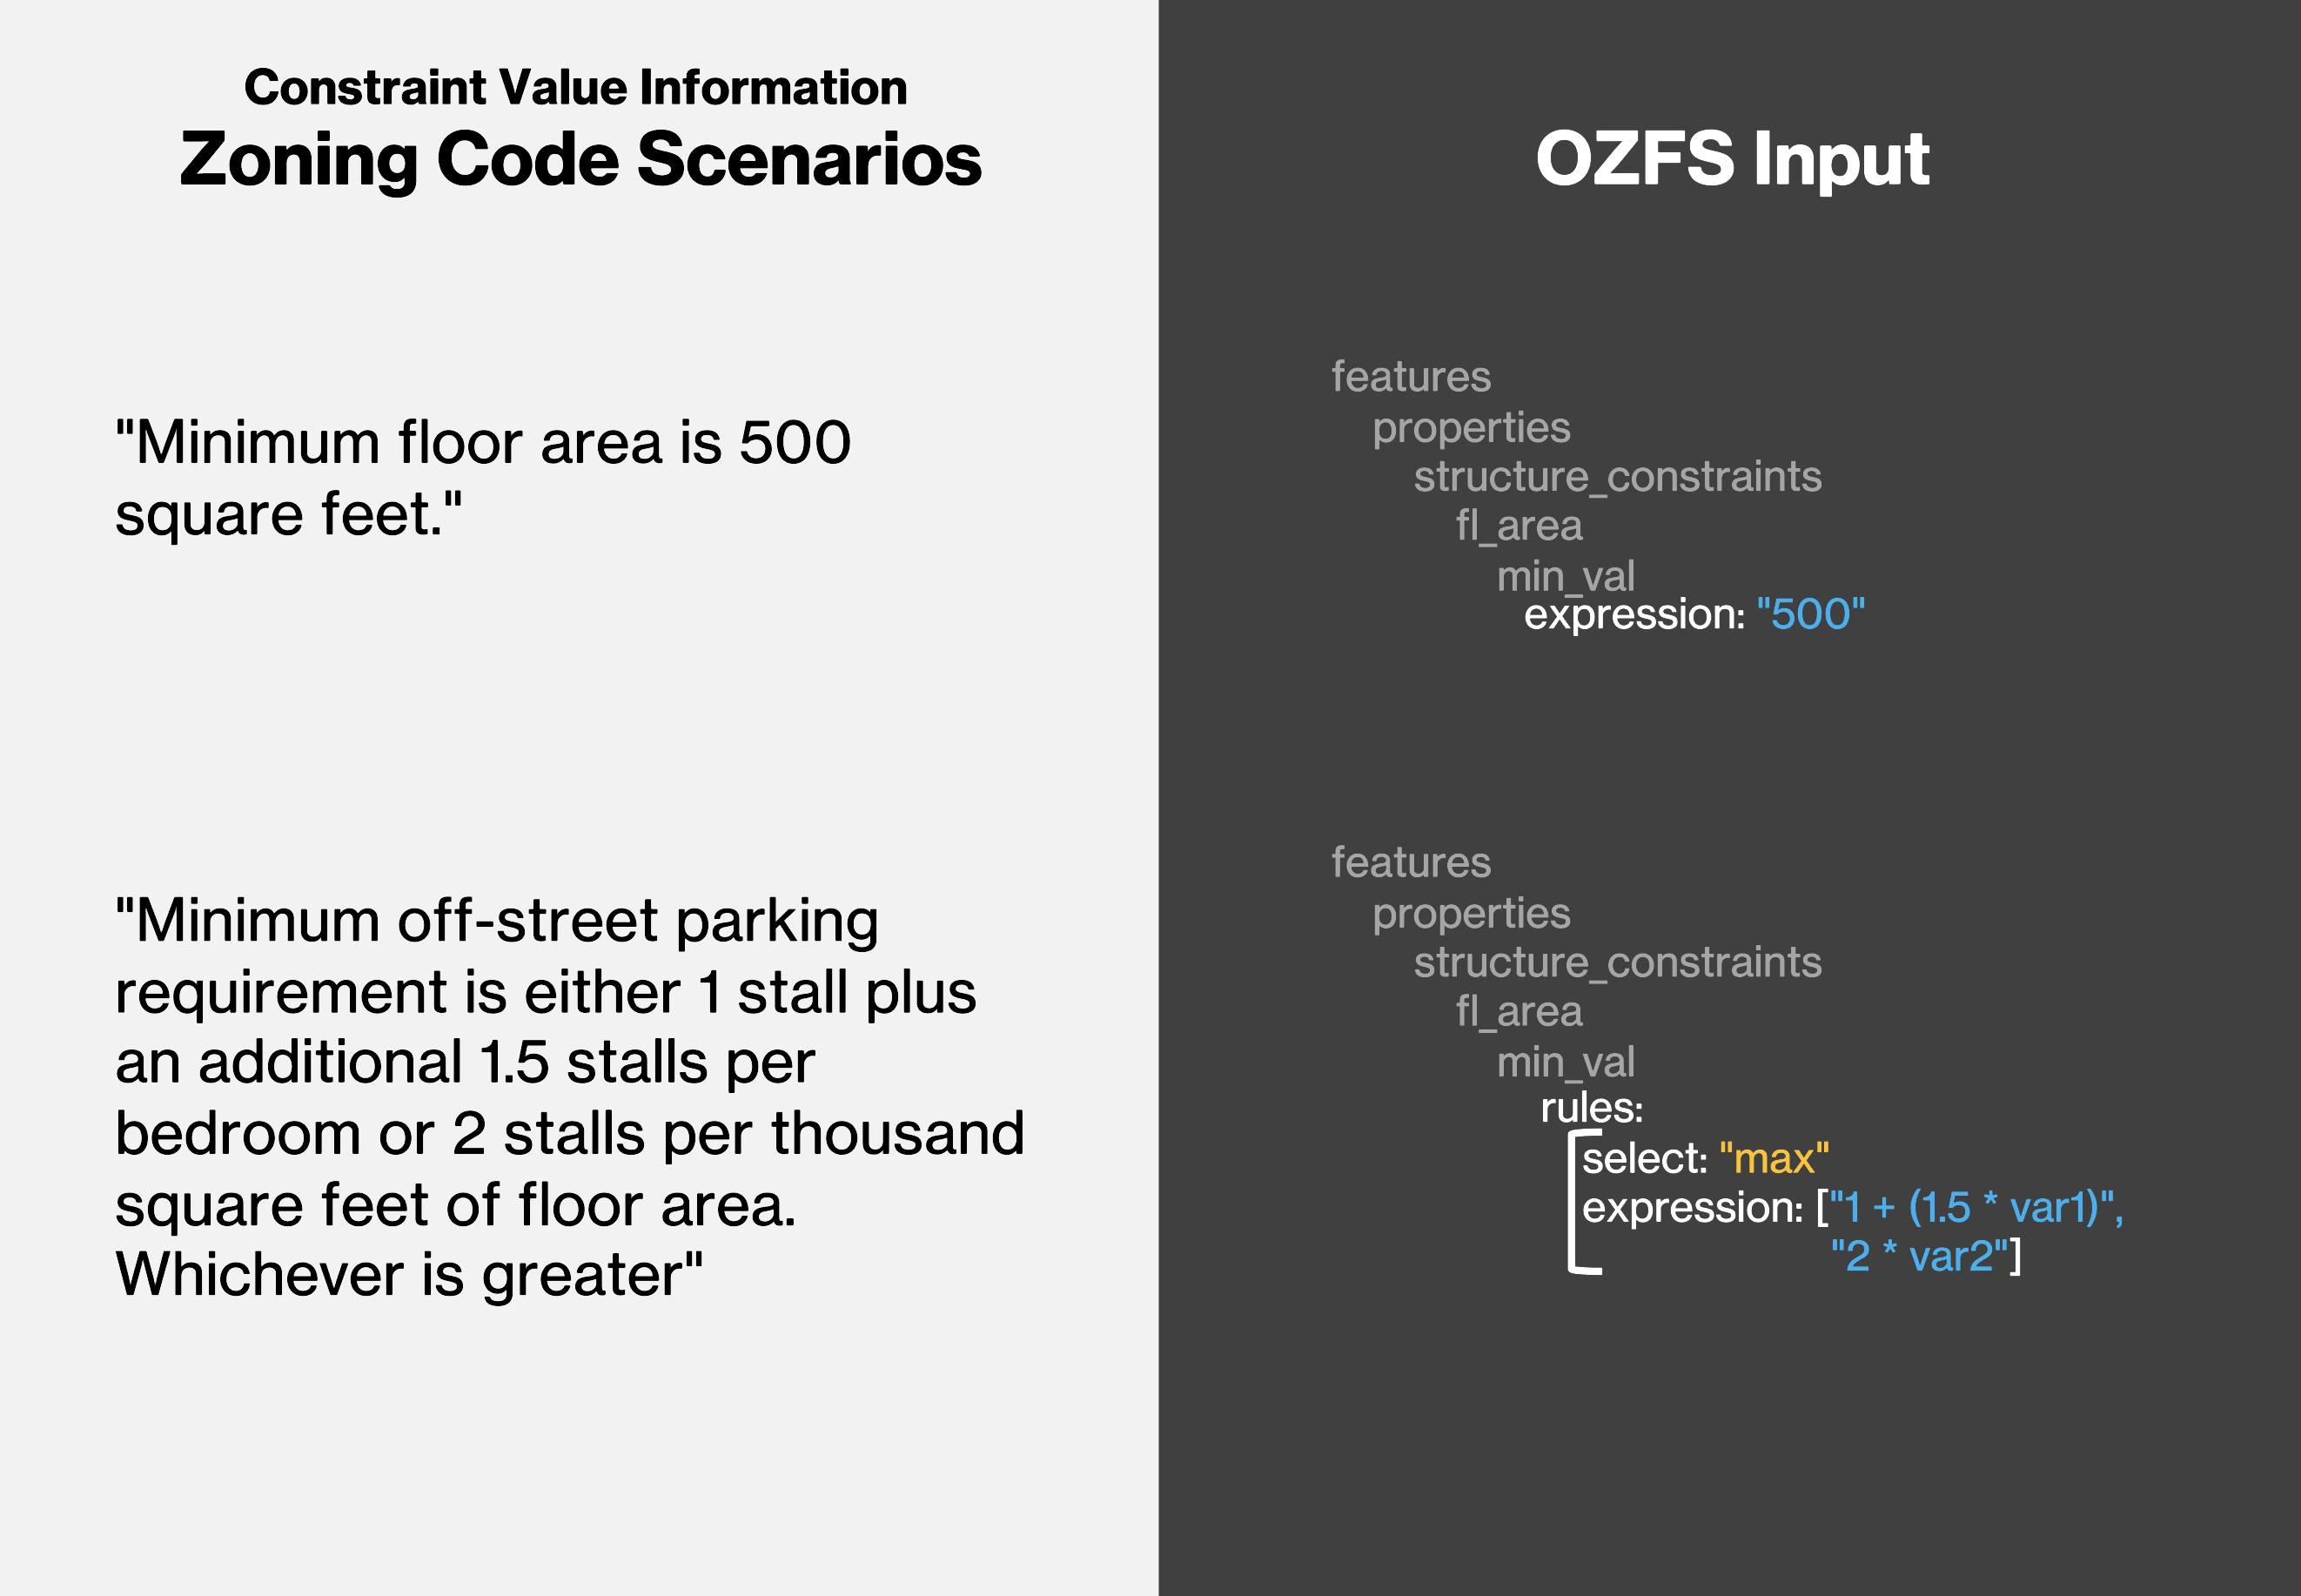 Constraint Value Information
Zoning Code Scenarios
"Minimum floor area is 500
square feet."
"Minimum off-street parking
requirement is either 1 stall plus
an additional 1.5 stalls per
bedroom or 2 stalls per thousand
square feet of floor area.
Whichever is greater"
OZFS Input
features
properties
structure_constraints
fl_area
min_val
expression: "500"
features
properties
structure_constraints
fl_area
min_val
rules:
select: "max"
expression: ["1 + (1.5 * var1)",
"2 * var2"]